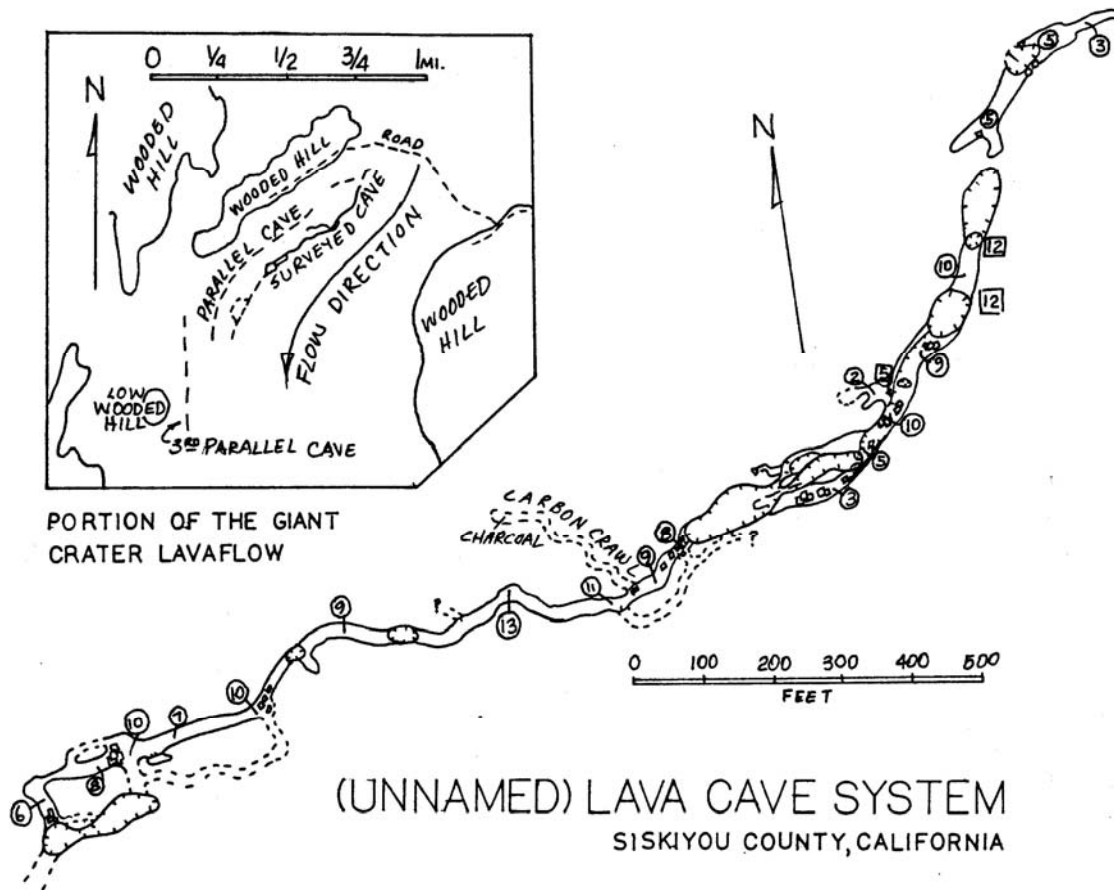 0 1/4 1/2 3/4 1 MI.
N
WOODED
HILL
WOODED HILL
ROAD
PARALLEL CAVE
SURVEYED CAVE
FLOW DIRECTION
WOODED
HILL
LOW
WOODED
HILL
3RD PARALLEL CAVE
PORTION OF THE GIANT
CRATER LAVAFLOW
N
5
3
5
12
10
12
9
2
5
10
5
3
CARBON CRAWL
CHARCOAL
8
9
?
11
13
?
9
10
7
10
8
6
0 100 200 300 400 500
FEET
(UNNAMED) LAVA CAVE SYSTEM
SISKIYOU COUNTY, CALIFORNIA